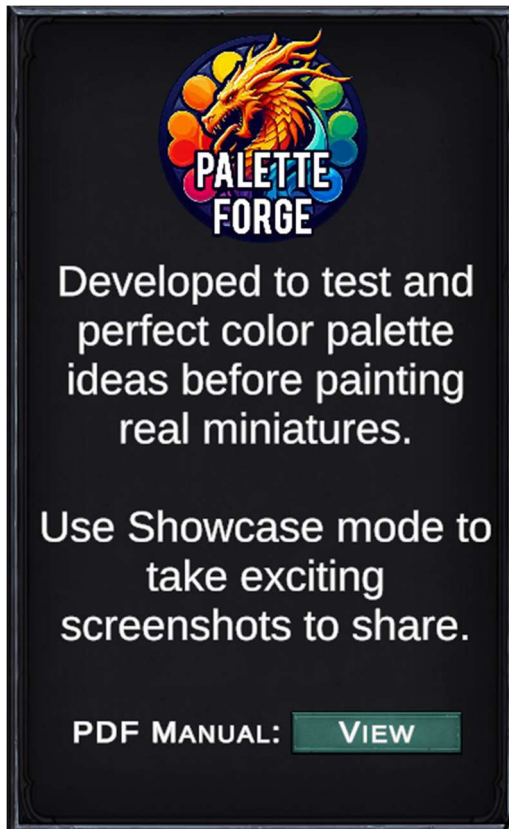 PALETTE
FORGE
Developed to test and
perfect color palette
ideas before painting
real miniatures.
Use Showcase mode to
take exciting
screenshots to share.
PDF MANUAL: VIEW